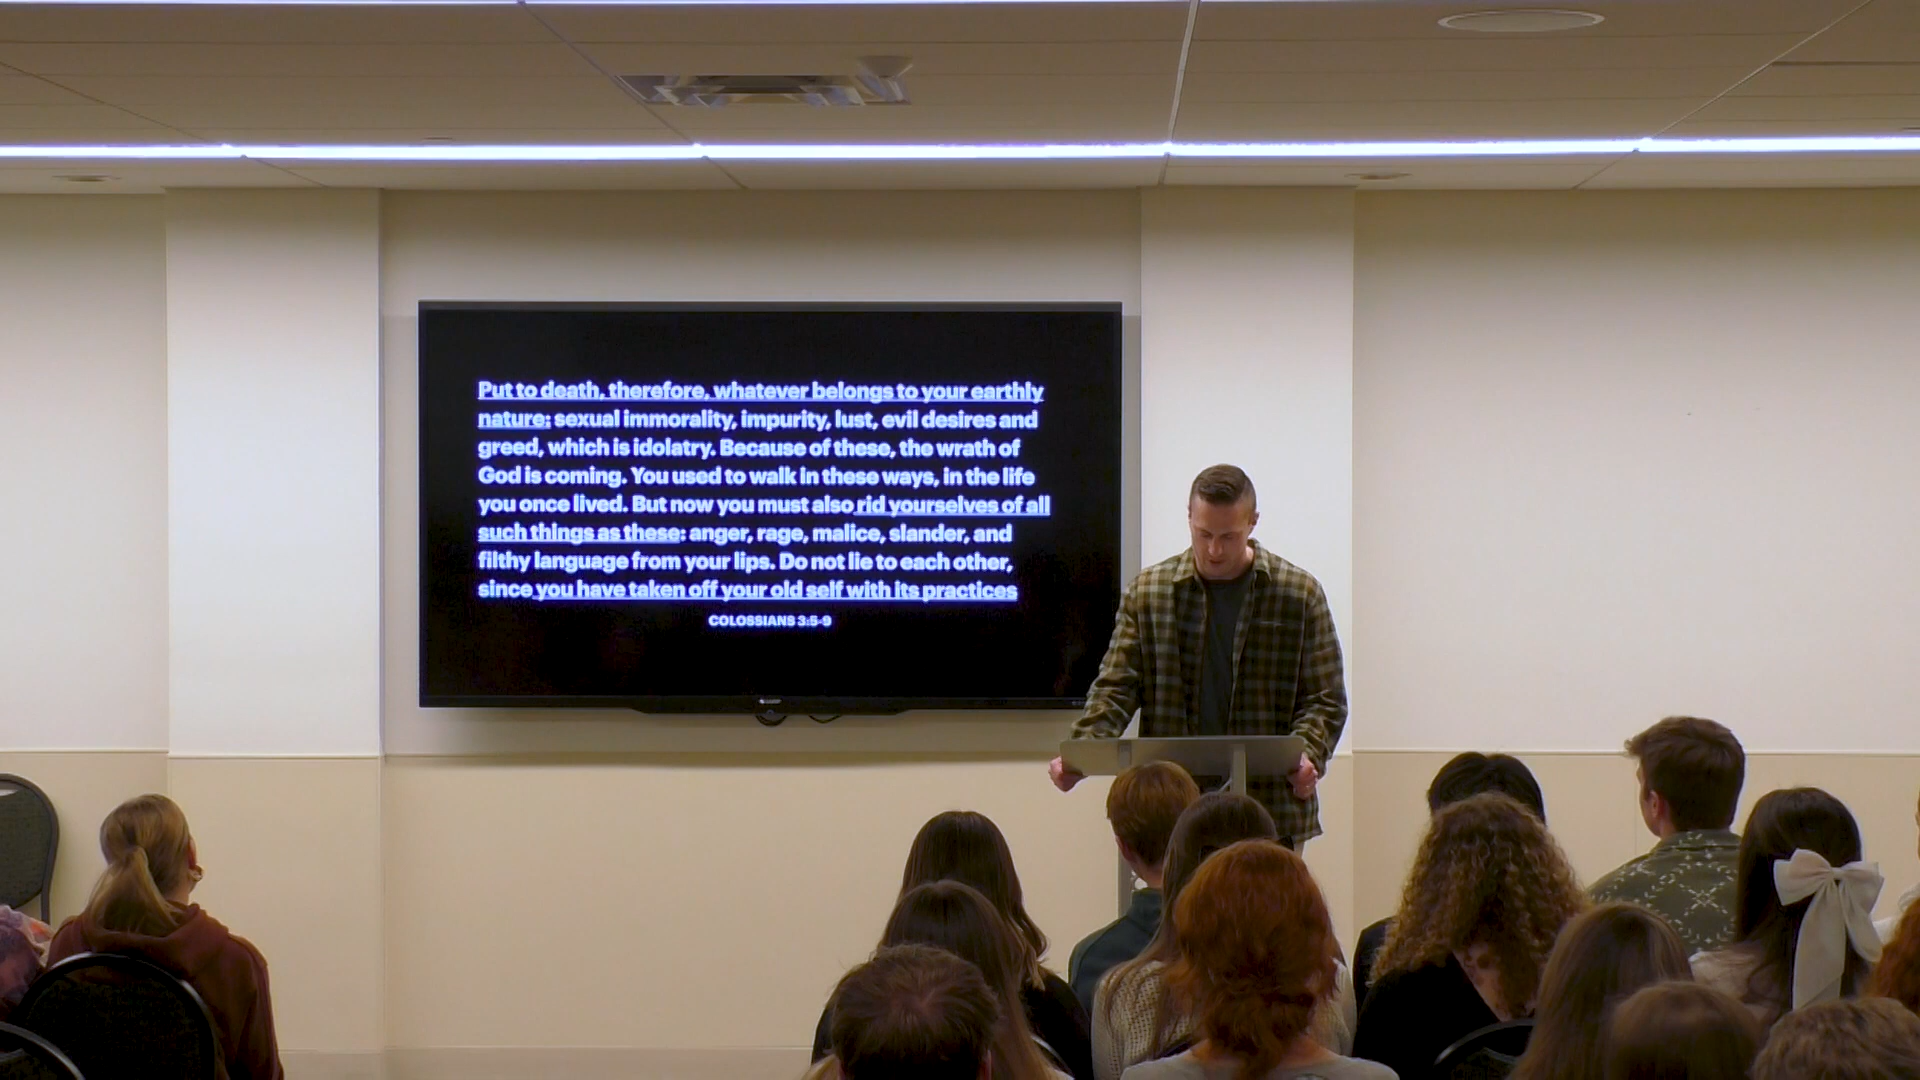 Put to death, therefore, whatever belongs to your earthly
nature: sexual immorality, impurity, lust, evil desires and
greed, which is idolatry. Because of these, the wrath of
God is coming. You used to walk in these ways, in the life
you once lived. But now you must also rid yourselves of all
such things as these: anger, rage, malice, slander, and
filthy language from your lips. Do not lie to each other,
since you have taken off your old self with its practices
COLOSSIANS 3:5-9